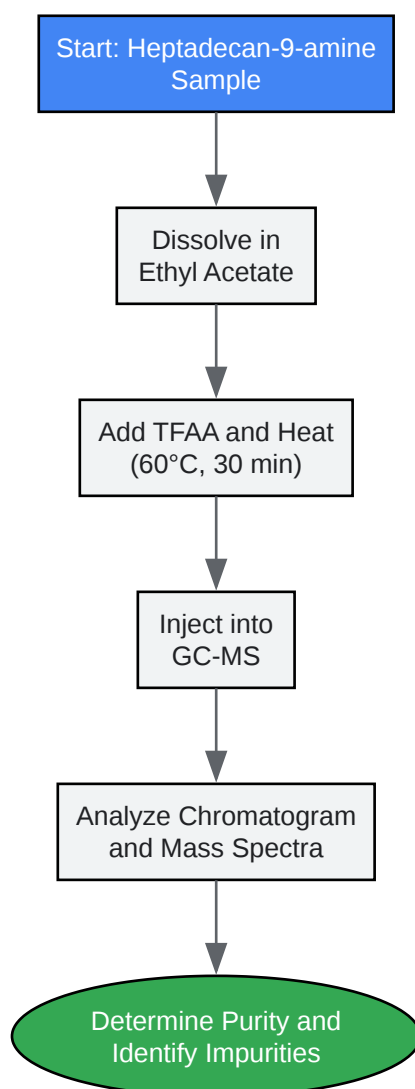 Start: Heptadecan-9-amine
Sample
Dissolve in
Ethyl Acetate
Add TFAA and Heat
(60°C, 30 min)
Inject into
GC-MS
Analyze Chromatogram
and Mass Spectra
Determine Purity and
Identify Impurities